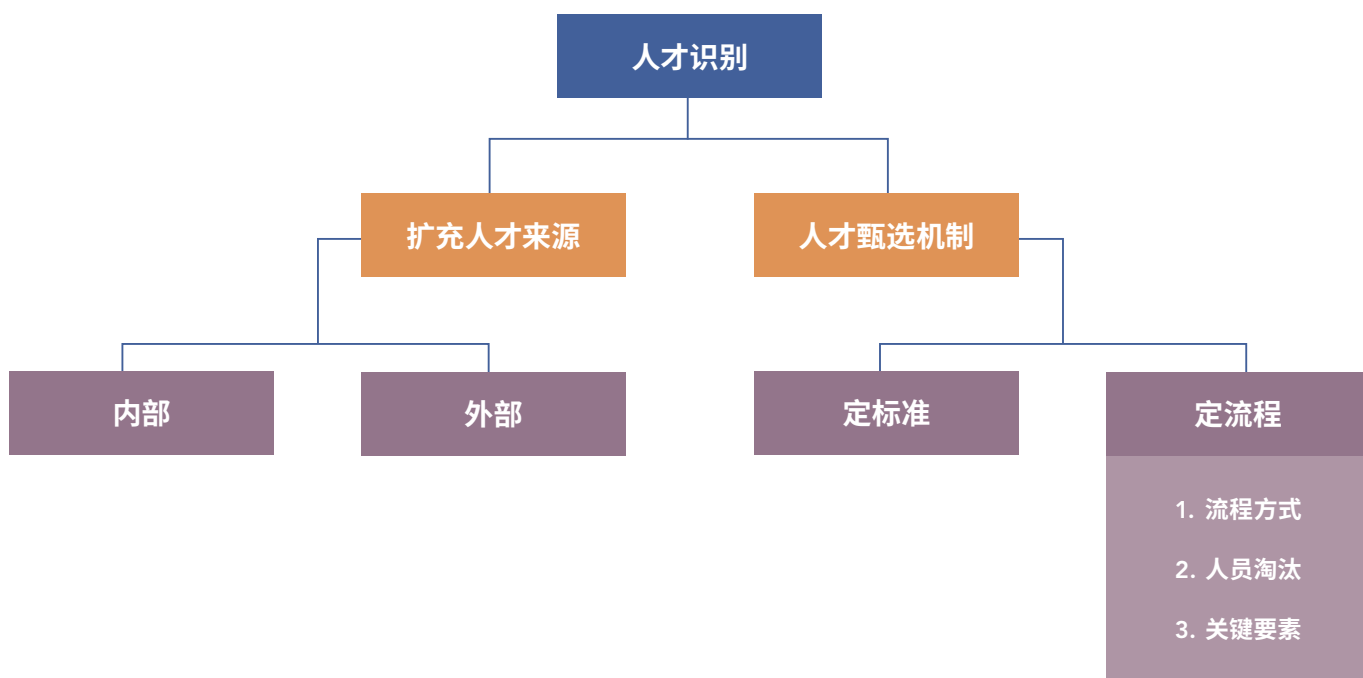 人才识别
扩充人才来源
人才甄选机制
内部
外部
定标准
定流程
1. 流程方式
2. 人员淘汰
3. 关键要素